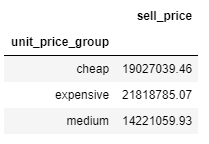 sell_price
unit_price_group
cheap 19027039.46
expensive 21818785.07
medium 14221059.93